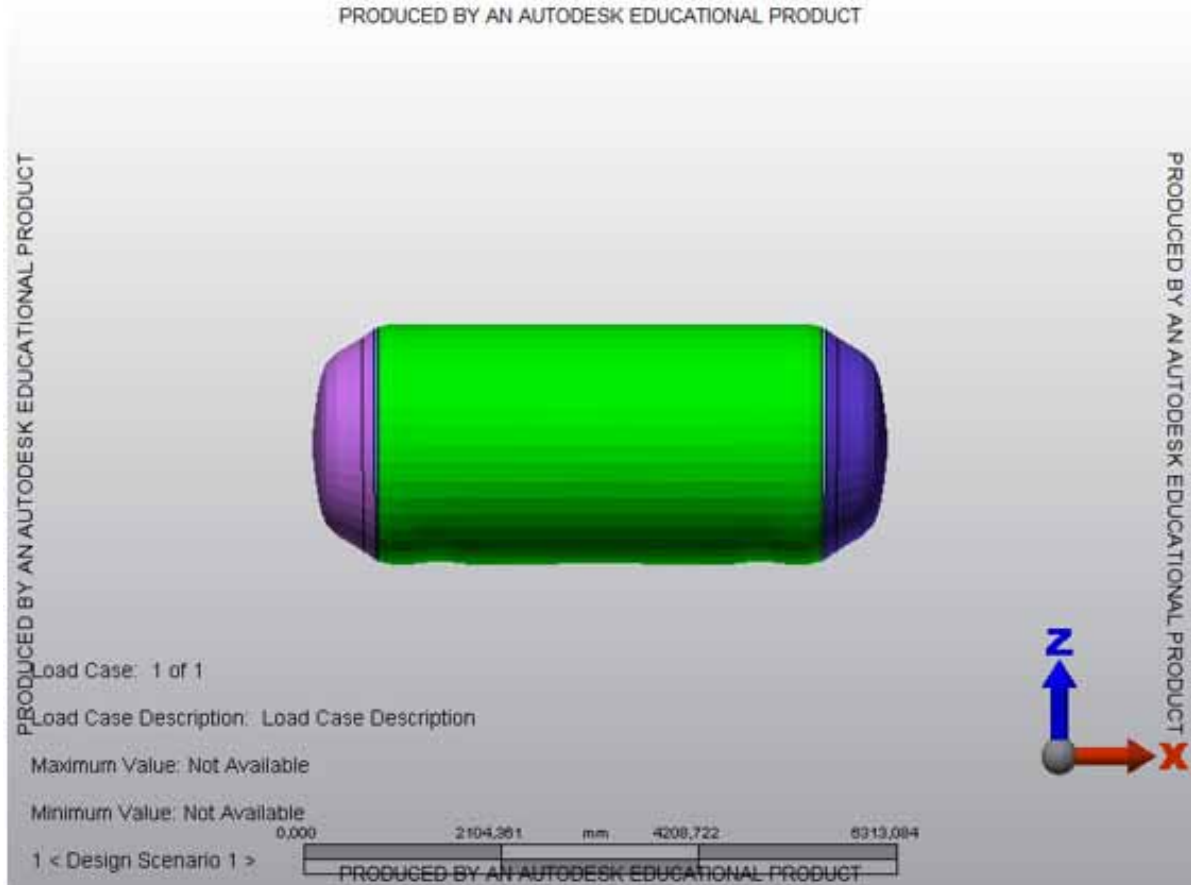 PRODUCED BY AN AUTODESK EDUCATIONAL PRODUCT
PRODUCED BY AN AUTODESK EDUCATIONAL PRODUCT
PRODUCED BY AN AUTODESK EDUCATIONAL PRODUCT
Load Case: 1 of 1
Load Case Description: Load Case Description
Maximum Value: Not Available
Minimum Value: Not Available
0,000 2104,361 mm 4208,722 6313,084
1 < Design Scenario 1 >
PRODUCED BY AN AUTODESK EDUCATIONAL PRODUCT
Z
X